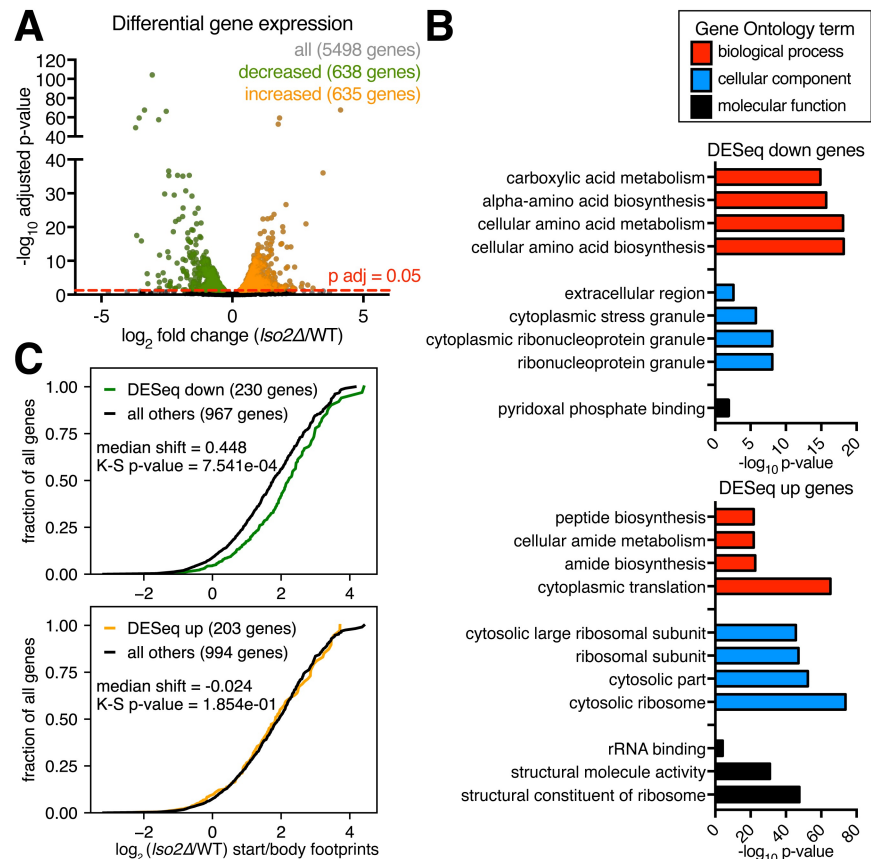 A
Differential gene expression
all (5498 genes)
decreased (638 genes)
increased (635 genes)
-log10 adjusted p-value
120
100
80
60
40
40
30
20
10
0
p adj = 0.05
-5
0
5
log2 fold change (lso2Δ/WT)
B
Gene Ontology term
biological process
cellular component
molecular function
DESeq down genes
carboxylic acid metabolism
alpha-amino acid biosynthesis
cellular amino acid metabolism
cellular amino acid biosynthesis
extracellular region
cytoplasmic stress granule
cytoplasmic ribonucleoprotein granule
ribonucleoprotein granule
pyridoxal phosphate binding
0
5
10
15
20
-log10 p-value
DESeq up genes
peptide biosynthesis
cellular amide metabolism
amide biosynthesis
cytoplasmic translation
cytosolic large ribosomal subunit
ribosomal subunit
cytosolic part
cytosolic ribosome
rRNA binding
structural molecule activity
structural constituent of ribosome
0
20
40
60
80
-log10 p-value
C
fraction of all genes
1.00
0.75
0.50
0.25
0.00
DESeq down (230 genes)
all others (967 genes)
median shift = 0.448
K-S p-value = 7.541e-04
−2
0
2
4
fraction of all genes
1.00
0.75
0.50
0.25
0.00
DESeq up (203 genes)
all others (994 genes)
median shift = -0.024
K-S p-value = 1.854e-01
−2
0
2
4
log2 (lso2Δ/WT) start/body footprints